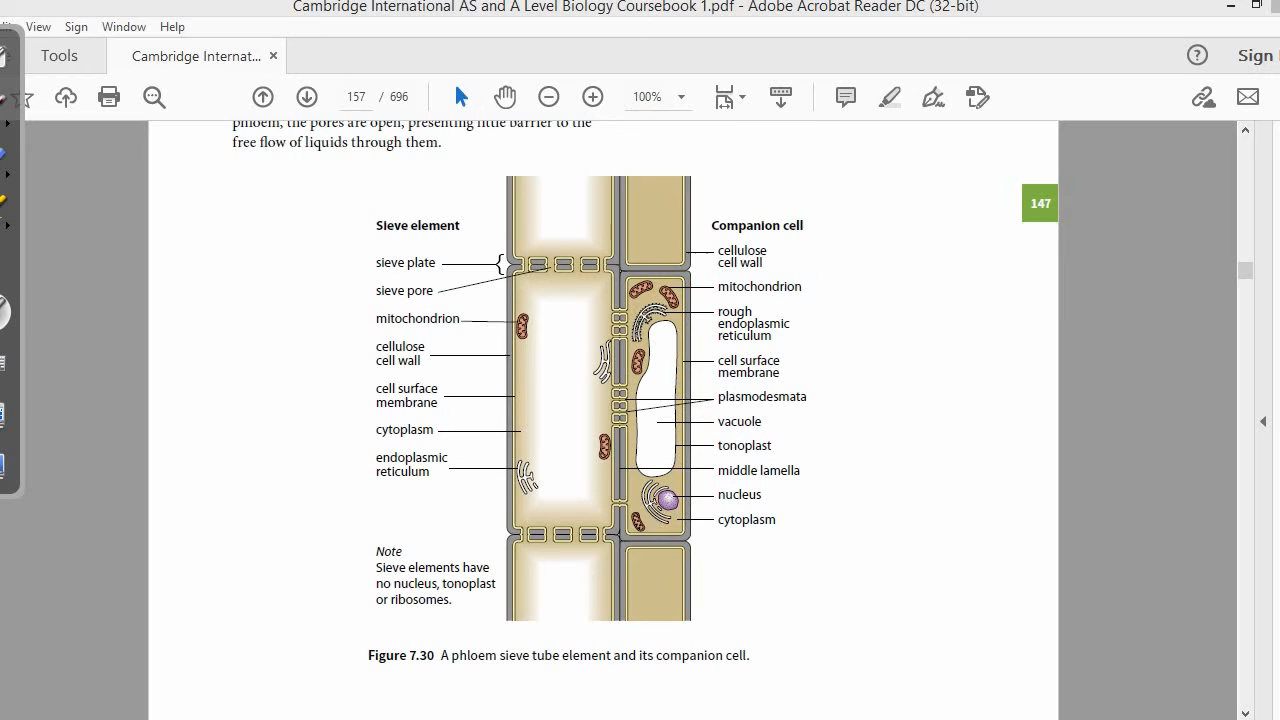 Cambridge International AS and A Level Biology Coursebook 1.pdf - Adobe Acrobat Reader DC (32-bit)
View Sign Window Help
Tools
Cambridge Internat... ×
Sign
157 / 696
100%
phloem, the pores are open, presenting little barrier to the
free flow of liquids through them.
147
Sieve element
sieve plate
sieve pore
mitochondrion
cellulose
cell wall
cell surface
membrane
cytoplasm
endoplasmic
reticulum
Note
Sieve elements have
no nucleus, tonoplast
or ribosomes.
Companion cell
cellulose
cell wall
mitochondrion
rough
endoplasmic
reticulum
cell surface
membrane
plasmodesmata
vacuole
tonoplast
middle lamella
nucleus
cytoplasm
Figure 7.30 A phloem sieve tube element and its companion cell.